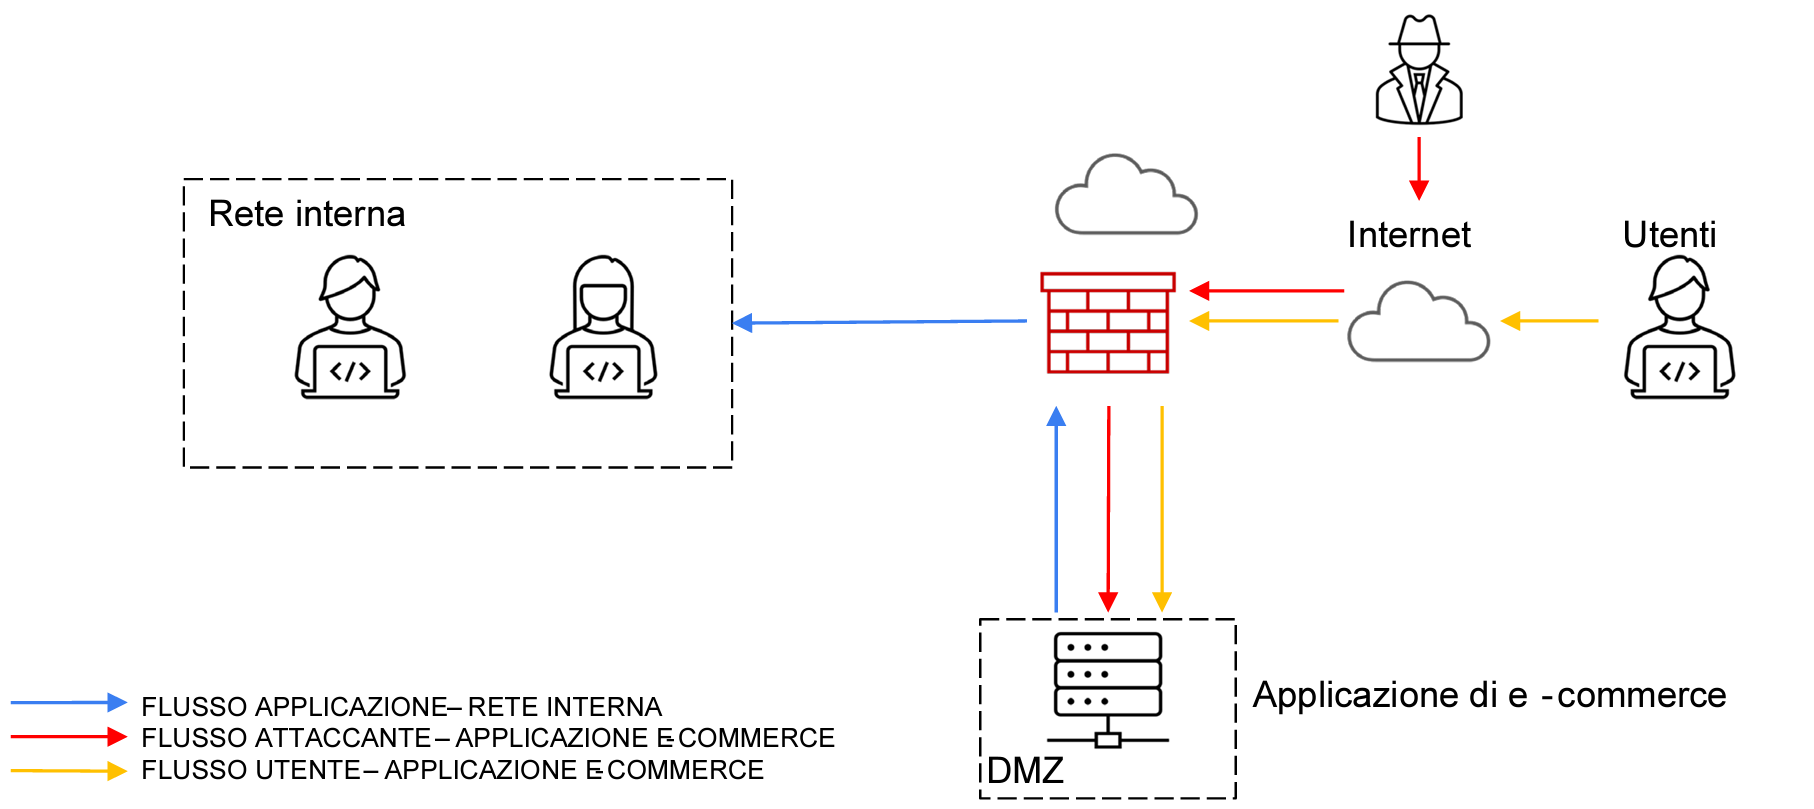 Rete interna
Internet
Utenti
</>
</>
</>
Applicazione di e -commerce
DMZ
FLUSSO APPLICAZIONE– RETE INTERNA
FLUSSO ATTACCANTE– APPLICAZIONE E-COMMERCE
FLUSSO UTENTE– APPLICAZIONE E-COMMERCE